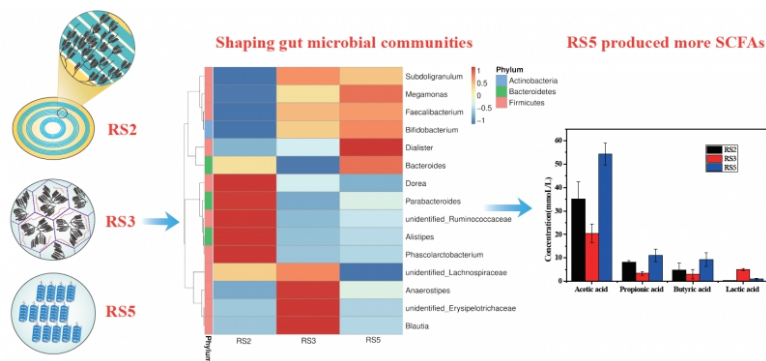 Shaping gut microbial communities
RS5 produced more SCFAs
RS2
RS3
RS5
Subdoligranulum
Megamonas
Faecalibacterium
Bifidobacterium
Dialister
Bacteroides
Dorea
Parabacteroides
unidentified_Ruminococcaceae
Alistipes
Phascolarctobacterium
unidentified_Lachnospiraceae
Anaerostipes
unidentified_Erysipelotrichaceae
Blautia
Phylum
RS2
RS3
RS5
1
0.5
0
−0.5
−1
Phylum
Actinobacteria
Bacteroidetes
Firmicutes
Concentration(mmoL/L)
60
50
40
30
20
10
0
RS2
RS3
RS5
Acetic acid
Propionic acid
Butyric acid
Lactic acid